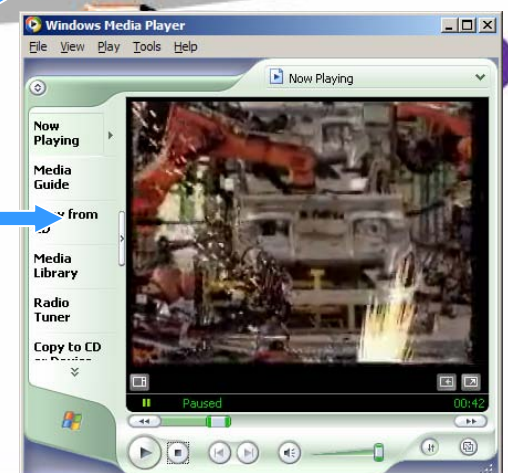 Windows Media Player
File View Play Tools Help
Now Playing
Now
Playing
Media
Guide
from
Media
Library
Radio
Tuner
Copy to CD
Paused
00:42